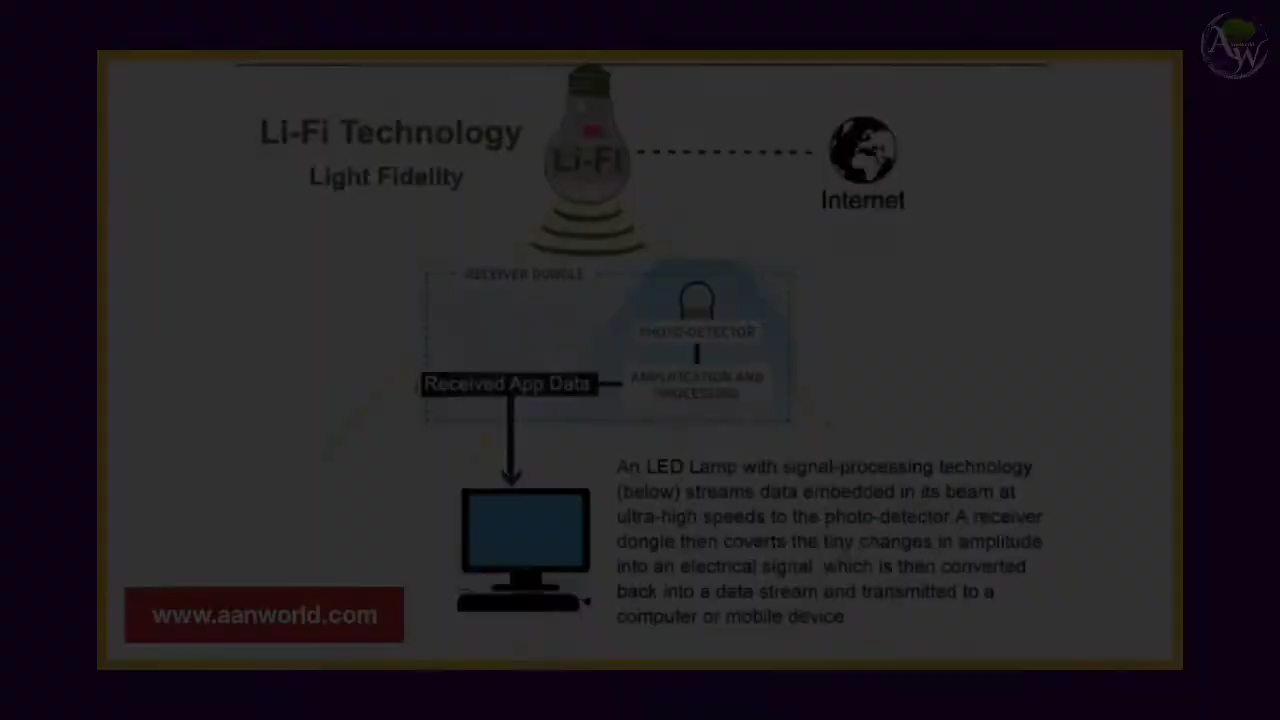 Li-Fi Technology
Light Fidelity
Li-Fi
Internet
RECEIVER DONGLE
PHOTO-DETECTOR
Received App Data
AMPLIFICATION AND
PROCESSING
An LED Lamp with signal-processing technology
(below) streams data embedded in its beam at
ultra-high speeds to the photo-detector A receiver
dongle then coverts the tiny changes in amplitude
into an electrical signal, which is then converted
back into a data stream and transmitted to a
computer or mobile device
www.aanworld.com
AW